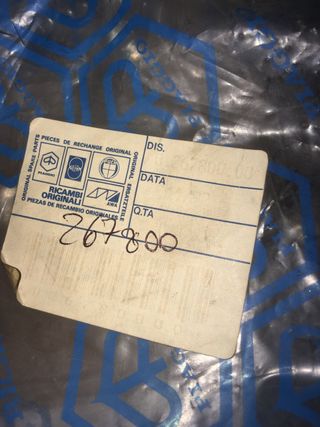 ORIGINAL SPARE PARTS
PIECES DE RECHANGE ORIGINAL
ORIGINAL ERSATZTEILE
PIAGGIO
RICAMBI
ORIGINALI
PIEZAS DE RECAMBIO ORIGINALES
DIS.
DATA
Q.TA
267800
PIAGGIO